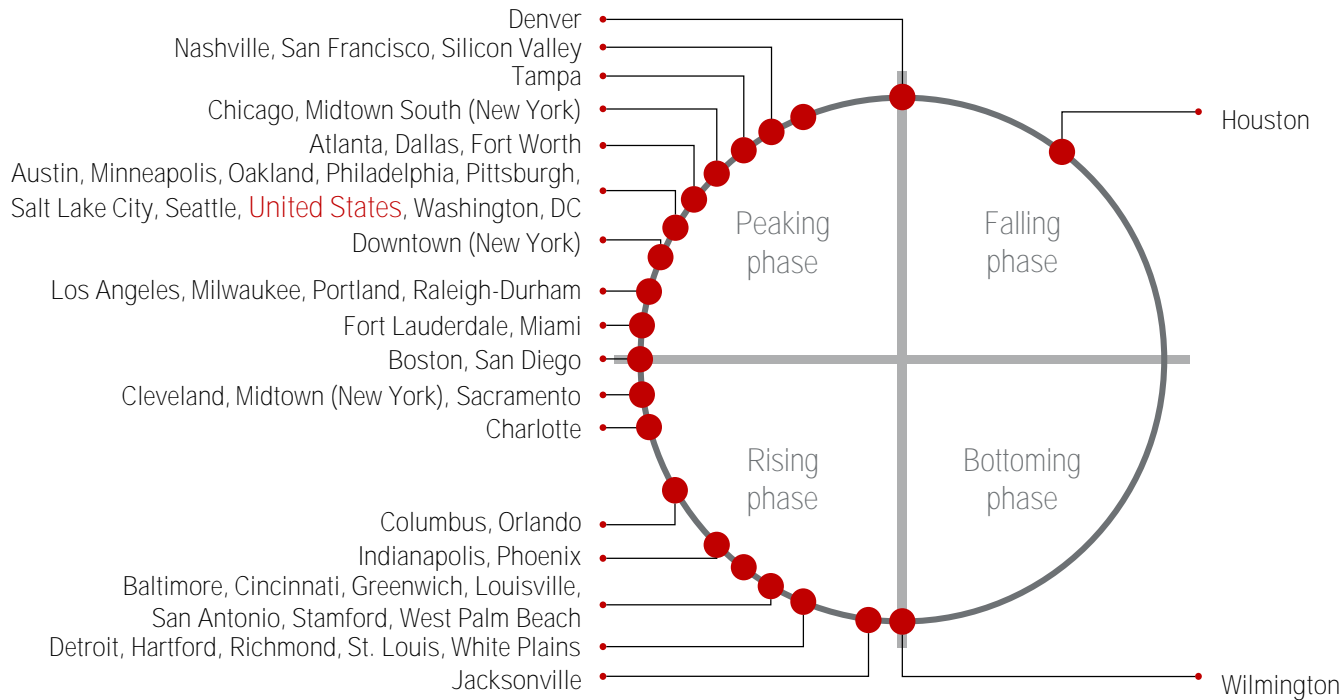 Denver
Nashville, San Francisco, Silicon Valley
Tampa
Chicago, Midtown South (New York)
Atlanta, Dallas, Fort Worth
Austin, Minneapolis, Oakland, Philadelphia, Pittsburgh,
Salt Lake City, Seattle, United States, Washington, DC
Downtown (New York)
Los Angeles, Milwaukee, Portland, Raleigh-Durham
Fort Lauderdale, Miami
Boston, San Diego
Cleveland, Midtown (New York), Sacramento
Charlotte
Columbus, Orlando
Indianapolis, Phoenix
Baltimore, Cincinnati, Greenwich, Louisville,
San Antonio, Stamford, West Palm Beach
Detroit, Hartford, Richmond, St. Louis, White Plains
Jacksonville
Peaking
phase
Falling
phase
Rising
phase
Bottoming
phase
Houston
Wilmington